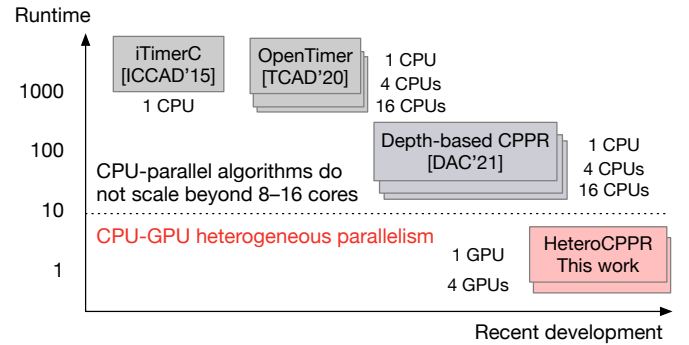 Runtime
iTimerC
[ICCAD'15]
1 CPU
OpenTimer
[TCAD'20]
1 CPU
4 CPUs
16 CPUs
1000
Depth-based CPPR
[DAC'21]
1 CPU
4 CPUs
16 CPUs
100
CPU-parallel algorithms do
not scale beyond 8–16 cores
10
CPU-GPU heterogeneous parallelism
1 GPU
4 GPUs
HeteroCPPR
This work
1
Recent development